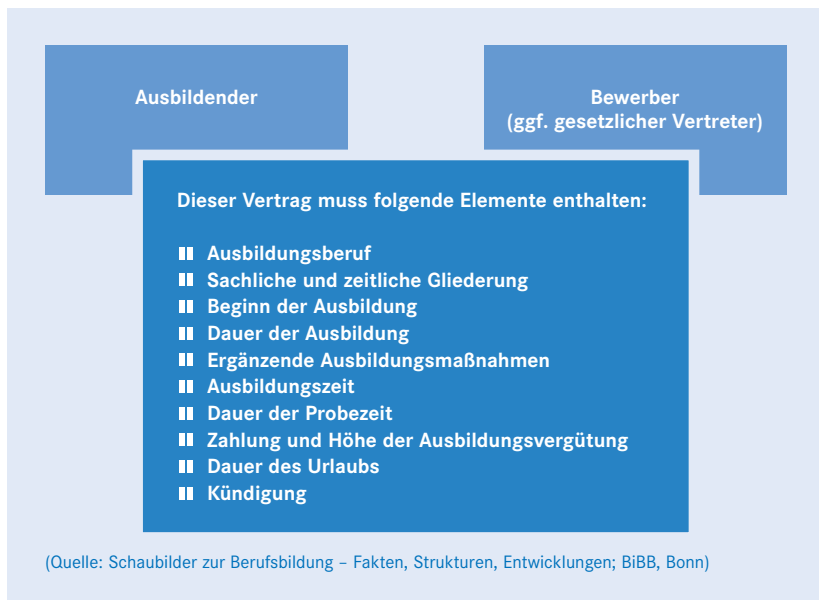 Ausbildender
Bewerber
(ggf. gesetzlicher Vertreter)
Dieser Vertrag muss folgende Elemente enthalten:
Ausbildungsberuf
Sachliche und zeitliche Gliederung
Beginn der Ausbildung
Dauer der Ausbildung
Ergänzende Ausbildungsmaßnahmen
Ausbildungszeit
Dauer der Probezeit
Zahlung und Höhe der Ausbildungsvergütung
Dauer des Urlaubs
Kündigung
(Quelle: Schaubilder zur Berufsbildung – Fakten, Strukturen, Entwicklungen; BiBB, Bonn)